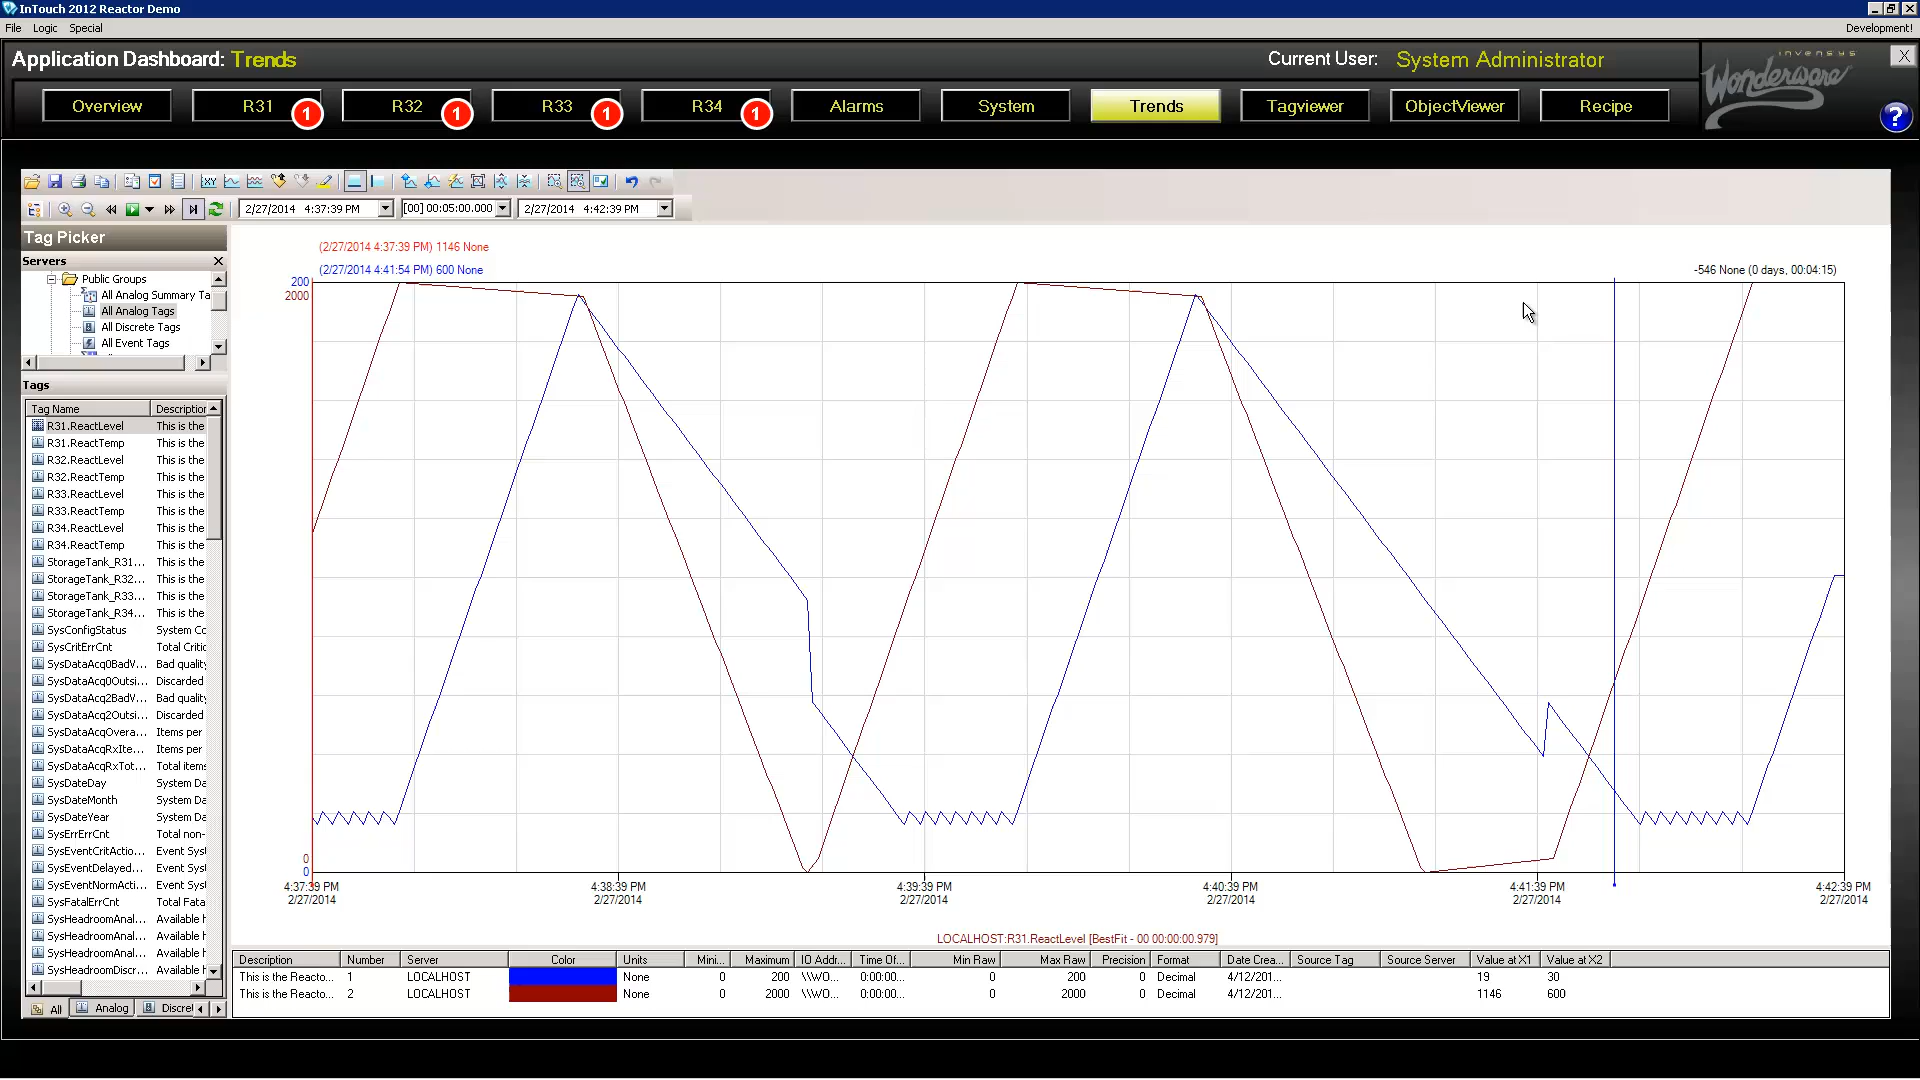 InTouch 2012 Reactor Demo
File Logic Special Development!
Application Dashboard: Trends Current User: System Administrator
invensys
Wonderware
Overview R31 1 R32 1 R33 1 R34 1 Alarms System Trends Tagviewer ObjectViewer Recipe X ?
XY
2/27/2014 4:37:39 PM [00] 00:05:00.000 2/27/2014 4:42:39 PM
Tag Picker
Servers
Public Groups
All Analog Summary Ta
All Analog Tags
All Discrete Tags
All Event Tags
Tags
Tag Name Description
R31.ReactLevel This is the
R31.ReactTemp This is the
R32.ReactLevel This is the
R32.ReactTemp This is the
R33.ReactLevel This is the
R33.ReactTemp This is the
R34.ReactLevel This is the
R34.ReactTemp This is the
StorageTank_R31... This is the
StorageTank_R32... This is the
StorageTank_R33... This is the
StorageTank_R34... This is the
SysConfigStatus System Co
SysCritErrCnt Total Critic
SysDataAcq0BadV... Bad quality
SysDataAcq0Outsi... Discarded
SysDataAcq2BadV... Bad quality
SysDataAcq2Outsi... Discarded
SysDataAcqOvera... Items per
SysDataAcqRxIte... Items per
SysDataAcqRxTot... Total items
SysDateDay System Da
SysDateMonth System Da
SysDateYear System Da
SysErrErrCnt Total non-
SysEventCritActio... Event Syst
SysEventDelayed... Event Syst
SysEventNormActi... Event Syst
SysFatalErrCnt Total Fata
SysHeadroomAnal... Available h
SysHeadroomAnal... Available h
SysHeadroomAnal... Available h
SysHeadroomDiscr... Available h
All Analog Discret
(2/27/2014 4:37:39 PM) 1146 None
(2/27/2014 4:41:54 PM) 600 None
-546 None (0 days, 00:04:15)
200
2000
0
0
4:37:39 PM 4:38:39 PM 4:39:39 PM 4:40:39 PM 4:41:39 PM 4:42:39 PM
2/27/2014 2/27/2014 2/27/2014 2/27/2014 2/27/2014 2/27/2014
LOCALHOST:R31.ReactLevel [BestFit - 00 00:00:00.979]
Description Number Server Color Units Mini... Maximum IO Addr... Time Of... Min Raw Max Raw Precision Format Date Crea... Source Tag Source Server Value at X1 Value at X2
This is the Reacto... 1 LOCALHOST None 0 200 \\WO... 0:00:00... 0 200 0 Decimal 4/12/201... 19 30
This is the Reacto... 2 LOCALHOST None 0 2000 \\WO... 0:00:00... 0 2000 0 Decimal 4/12/201... 1146 600